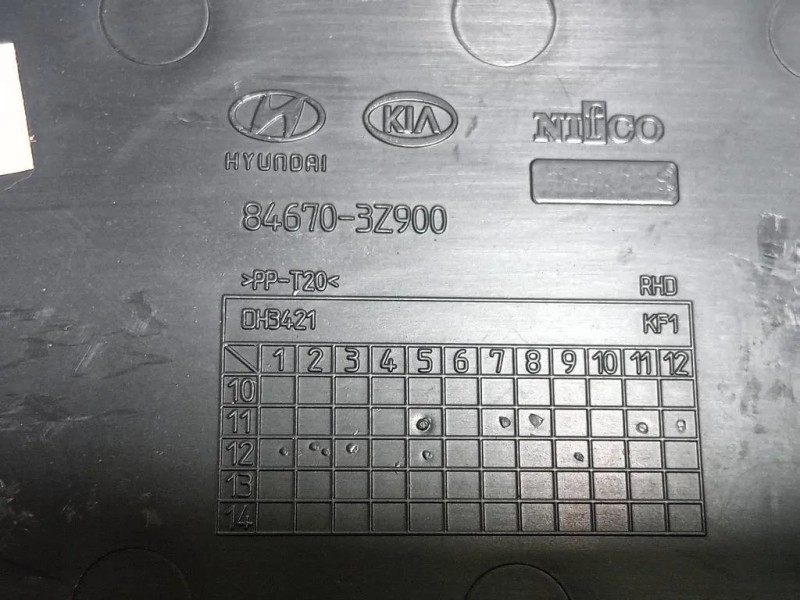 KIA NIfCO
HYUNDAI
84670-3Z900
>PP-T20< RHD
DH3421 KF1
1 2 3 4 5 6 7 8 9 10 11 12
10
11
12
13
14